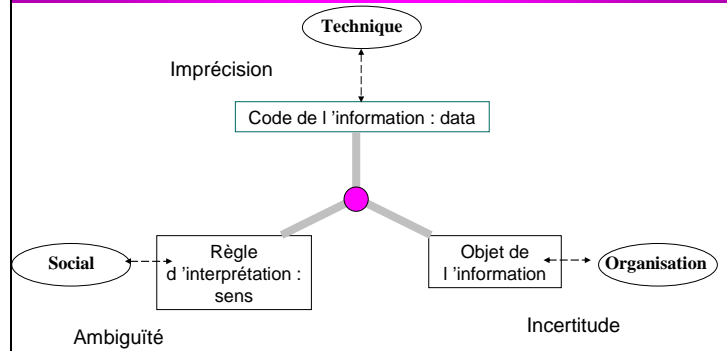 Technique
Imprécision
Code de l ’information : data
Règle
d ’interprétation :
sens
Social
Objet de
l ’information
Organisation
Ambiguïté
Incertitude